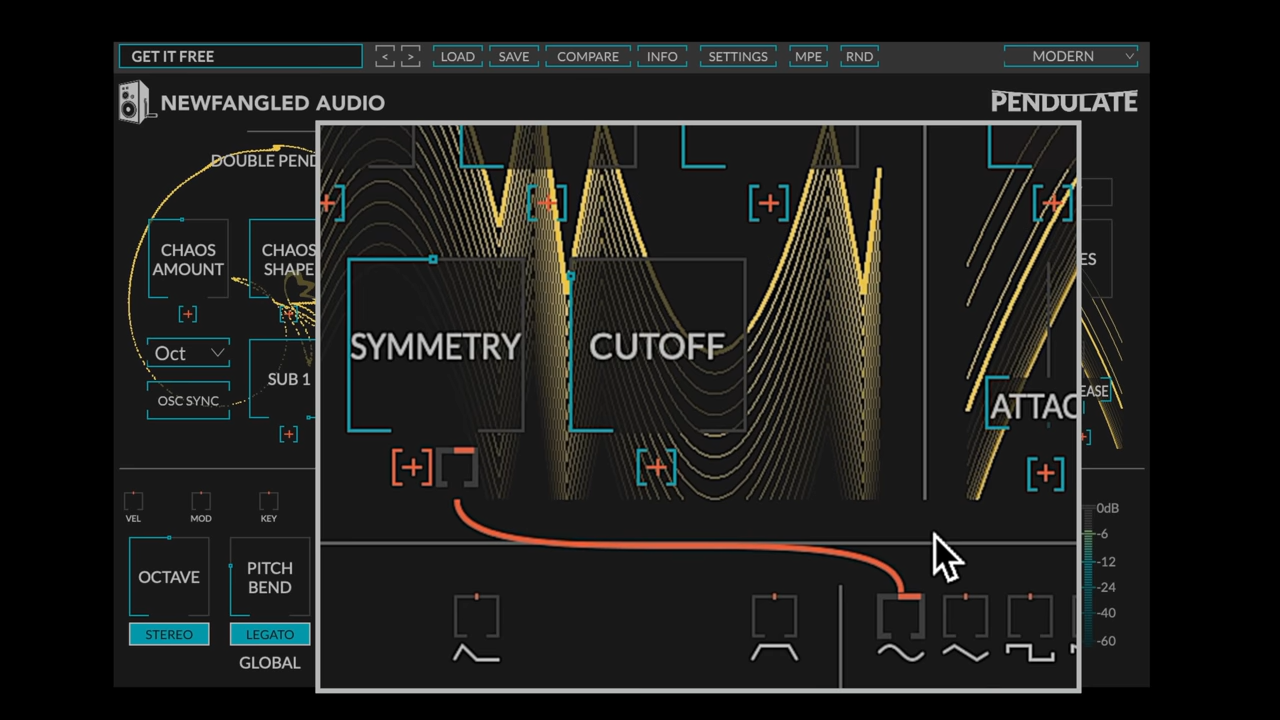 GET IT FREE
< > LOAD SAVE COMPARE INFO SETTINGS MPE RND MODERN
NEWFANGLED AUDIO
PENDULATE
DOUBLE PEND
CHAOS
AMOUNT
CHAOS
SHAPE
Oct
OSC SYNC
SUB 1
SYMMETRY
CUTOFF
ATTAC
ES
EASE
VEL MOD KEY
OCTAVE
PITCH
BEND
STEREO
LEGATO
GLOBAL
0dB
-6
-12
-24
-40
-60